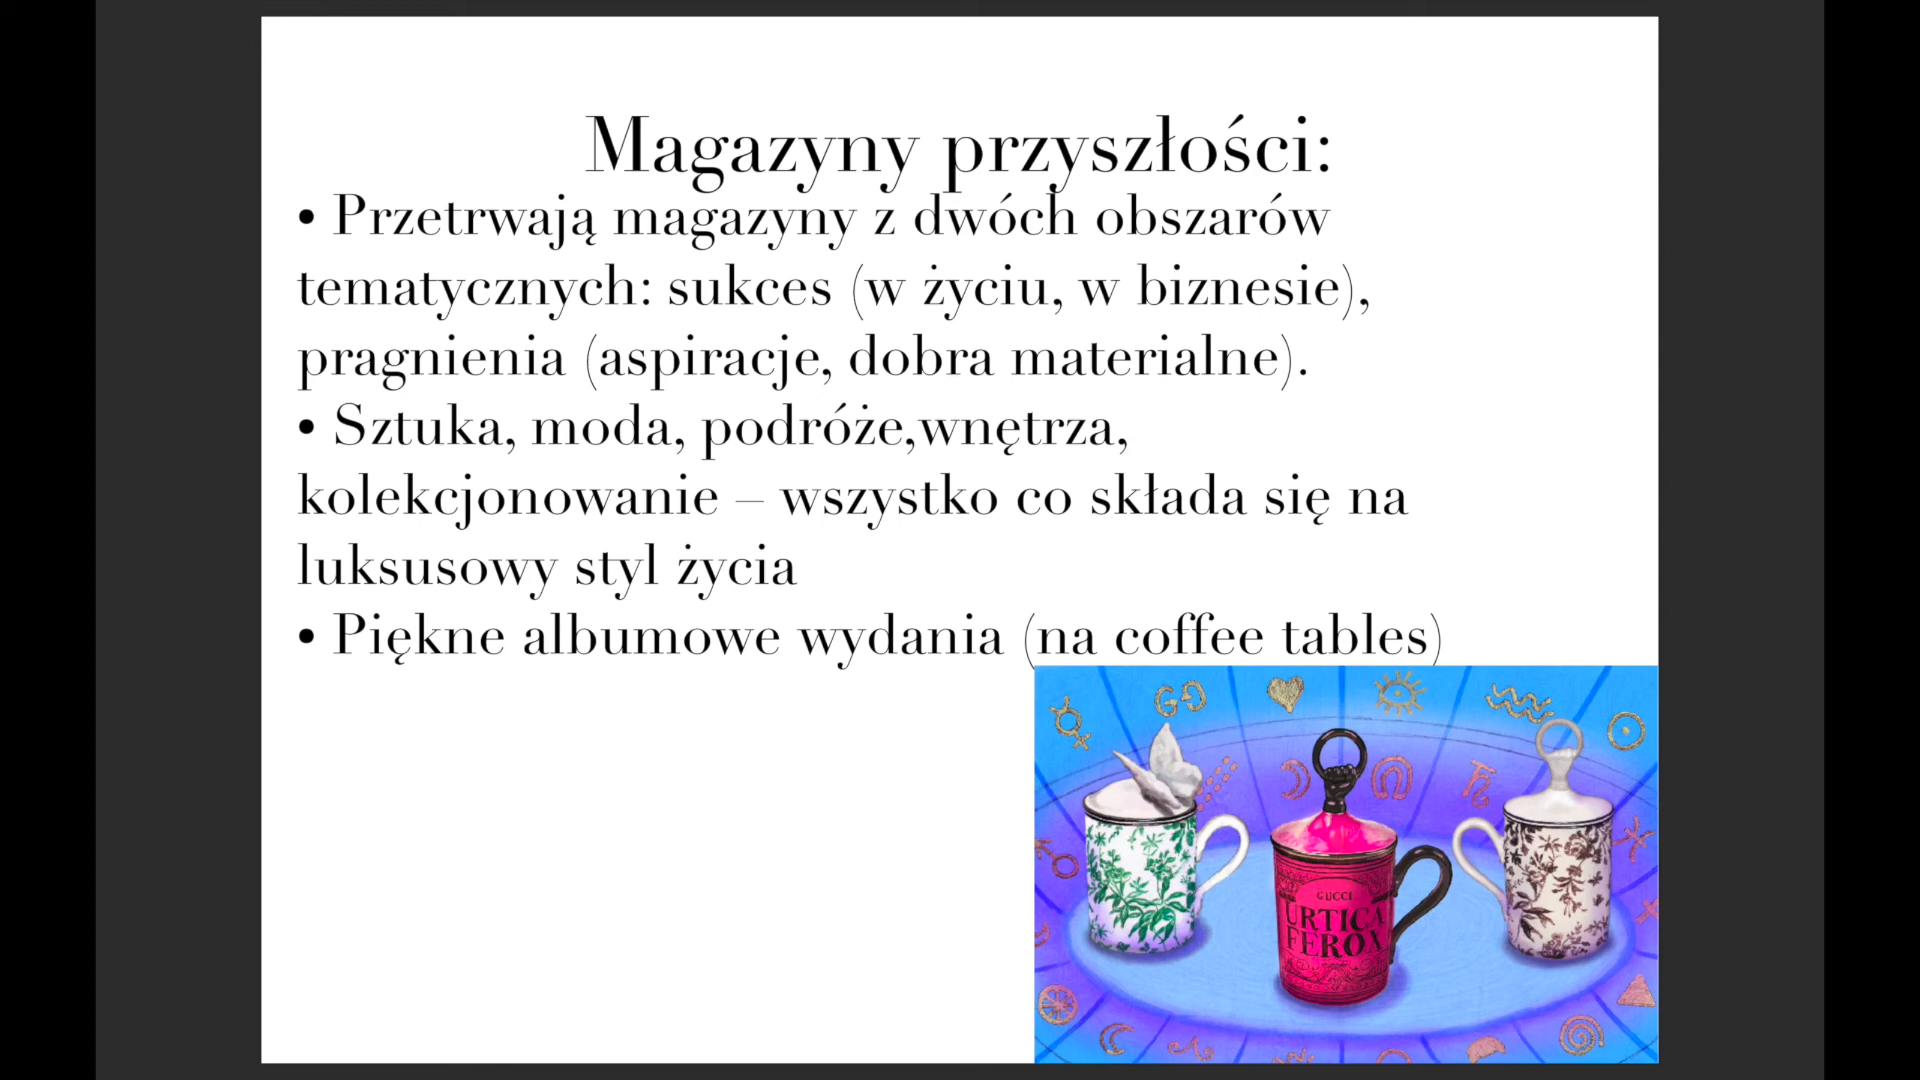 Magazyny przyszłości:
• Przetrwają magazyny z dwóch obszarów
tematycznych: sukces (w życiu, w biznesie),
pragnienia (aspiracje, dobra materialne).
• Sztuka, moda, podróże,wnętrza,
kolekcjonowanie – wszystko co składa się na
luksusowy styl życia
• Piękne albumowe wydania (na coffee tables)
GUCCI
URTICA
FEROX